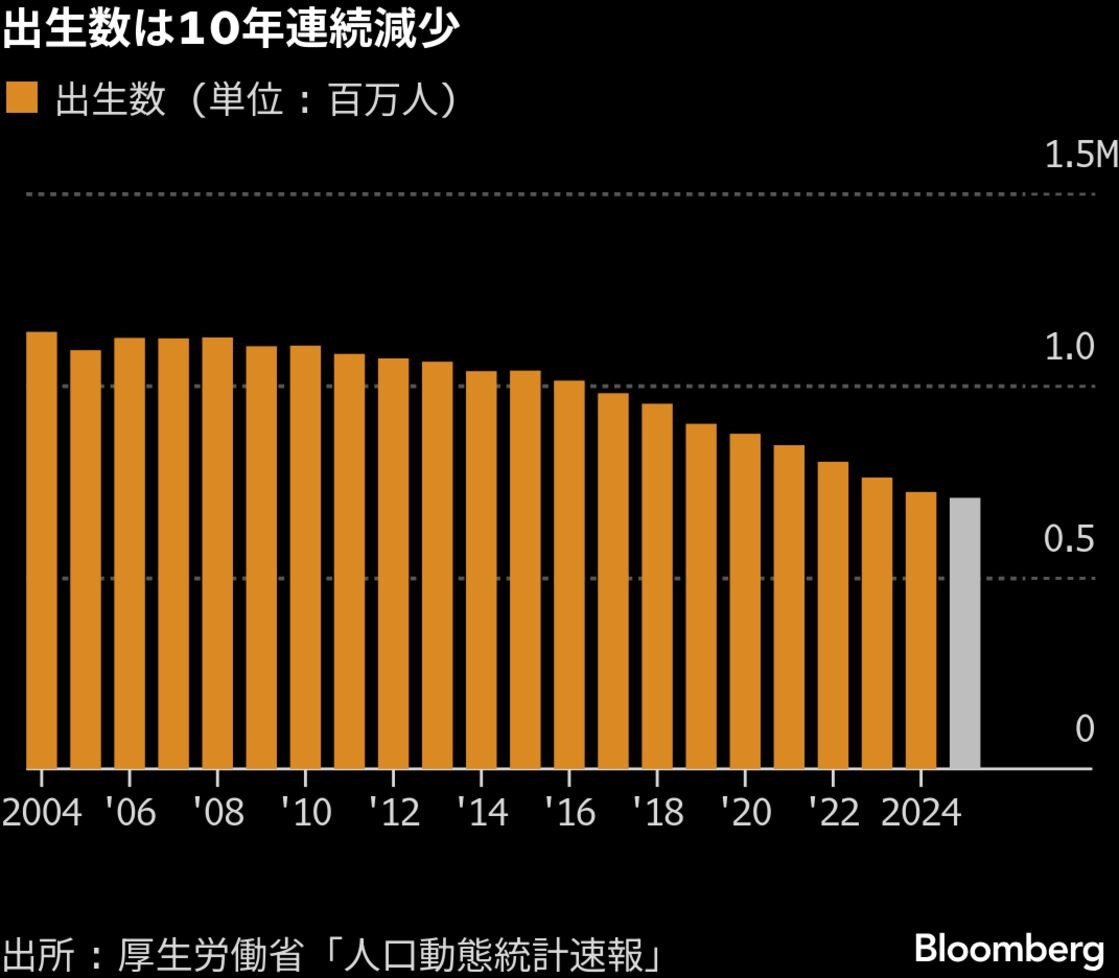 出生数は10年連続減少
出生数（単位：百万人）
1.5M
1.0
0.5
0
2004 '06 '08 '10 '12 '14 '16 '18 '20 '22 2024
出所：厚生労働省「人口動態統計速報」
Bloomberg